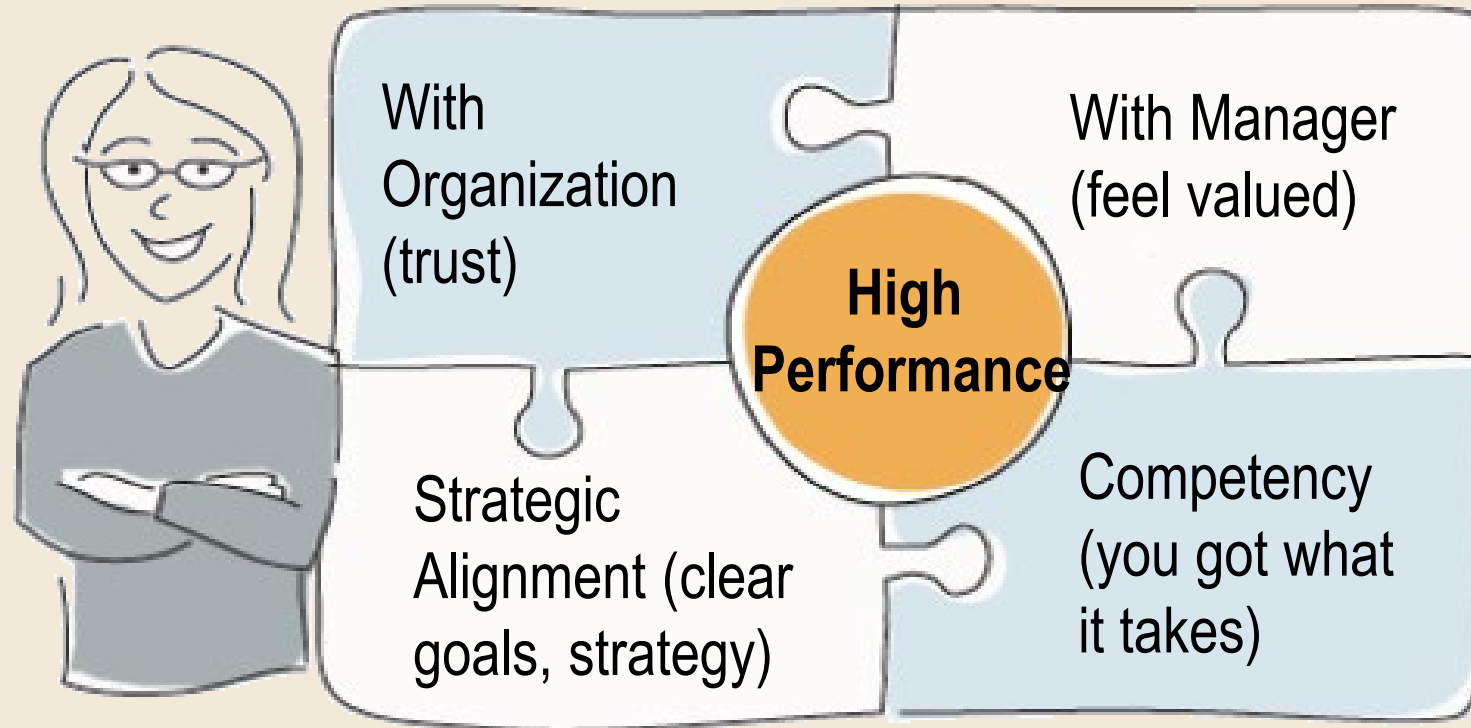 With
Organization
(trust)
With Manager
(feel valued)
High
Performance
Strategic
Alignment (clear
goals, strategy)
Competency
(you got what
it takes)